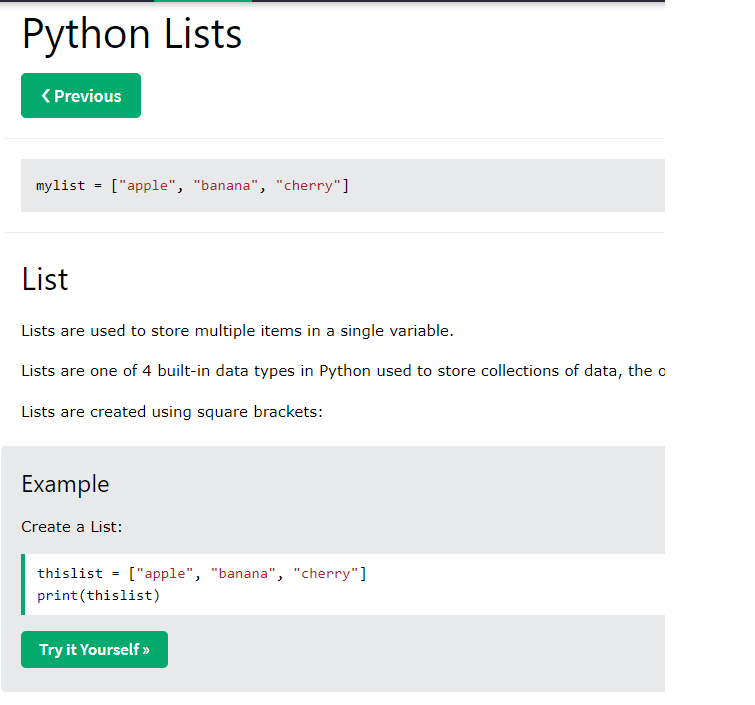 Python Lists
❮ Previous
mylist = ["apple", "banana", "cherry"]
List
Lists are used to store multiple items in a single variable.
Lists are one of 4 built-in data types in Python used to store collections of data, the
Lists are created using square brackets:
Example
Create a List:
thislist = ["apple", "banana", "cherry"]
print(thislist)
Try it Yourself »